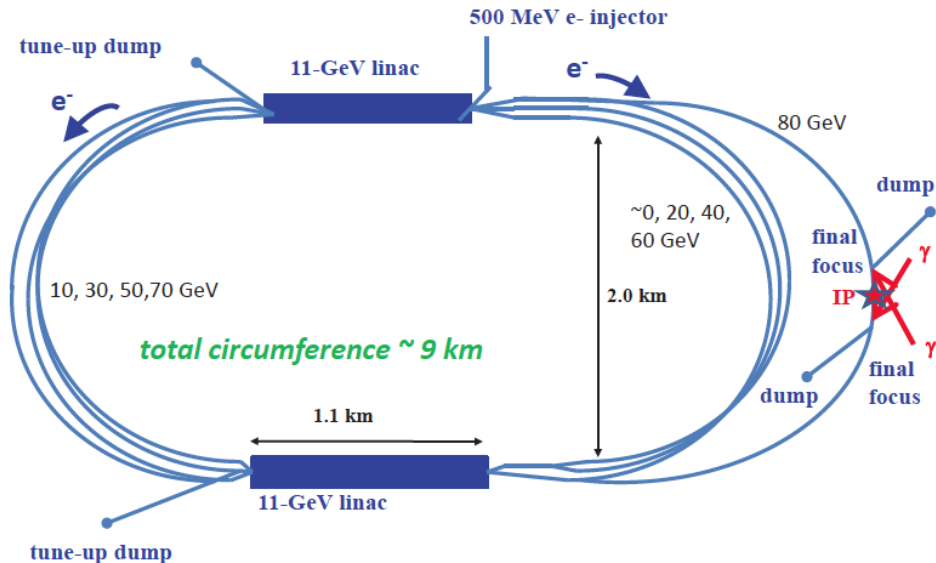 500 MeV e- injector
tune-up dump
11-GeV linac
e-
e-
80 GeV
dump
~0, 20, 40,
60 GeV
final
focus
γ
IP
10, 30, 50,70 GeV
2.0 km
total circumference ~ 9 km
γ
final
focus
dump
1.1 km
11-GeV linac
tune-up dump